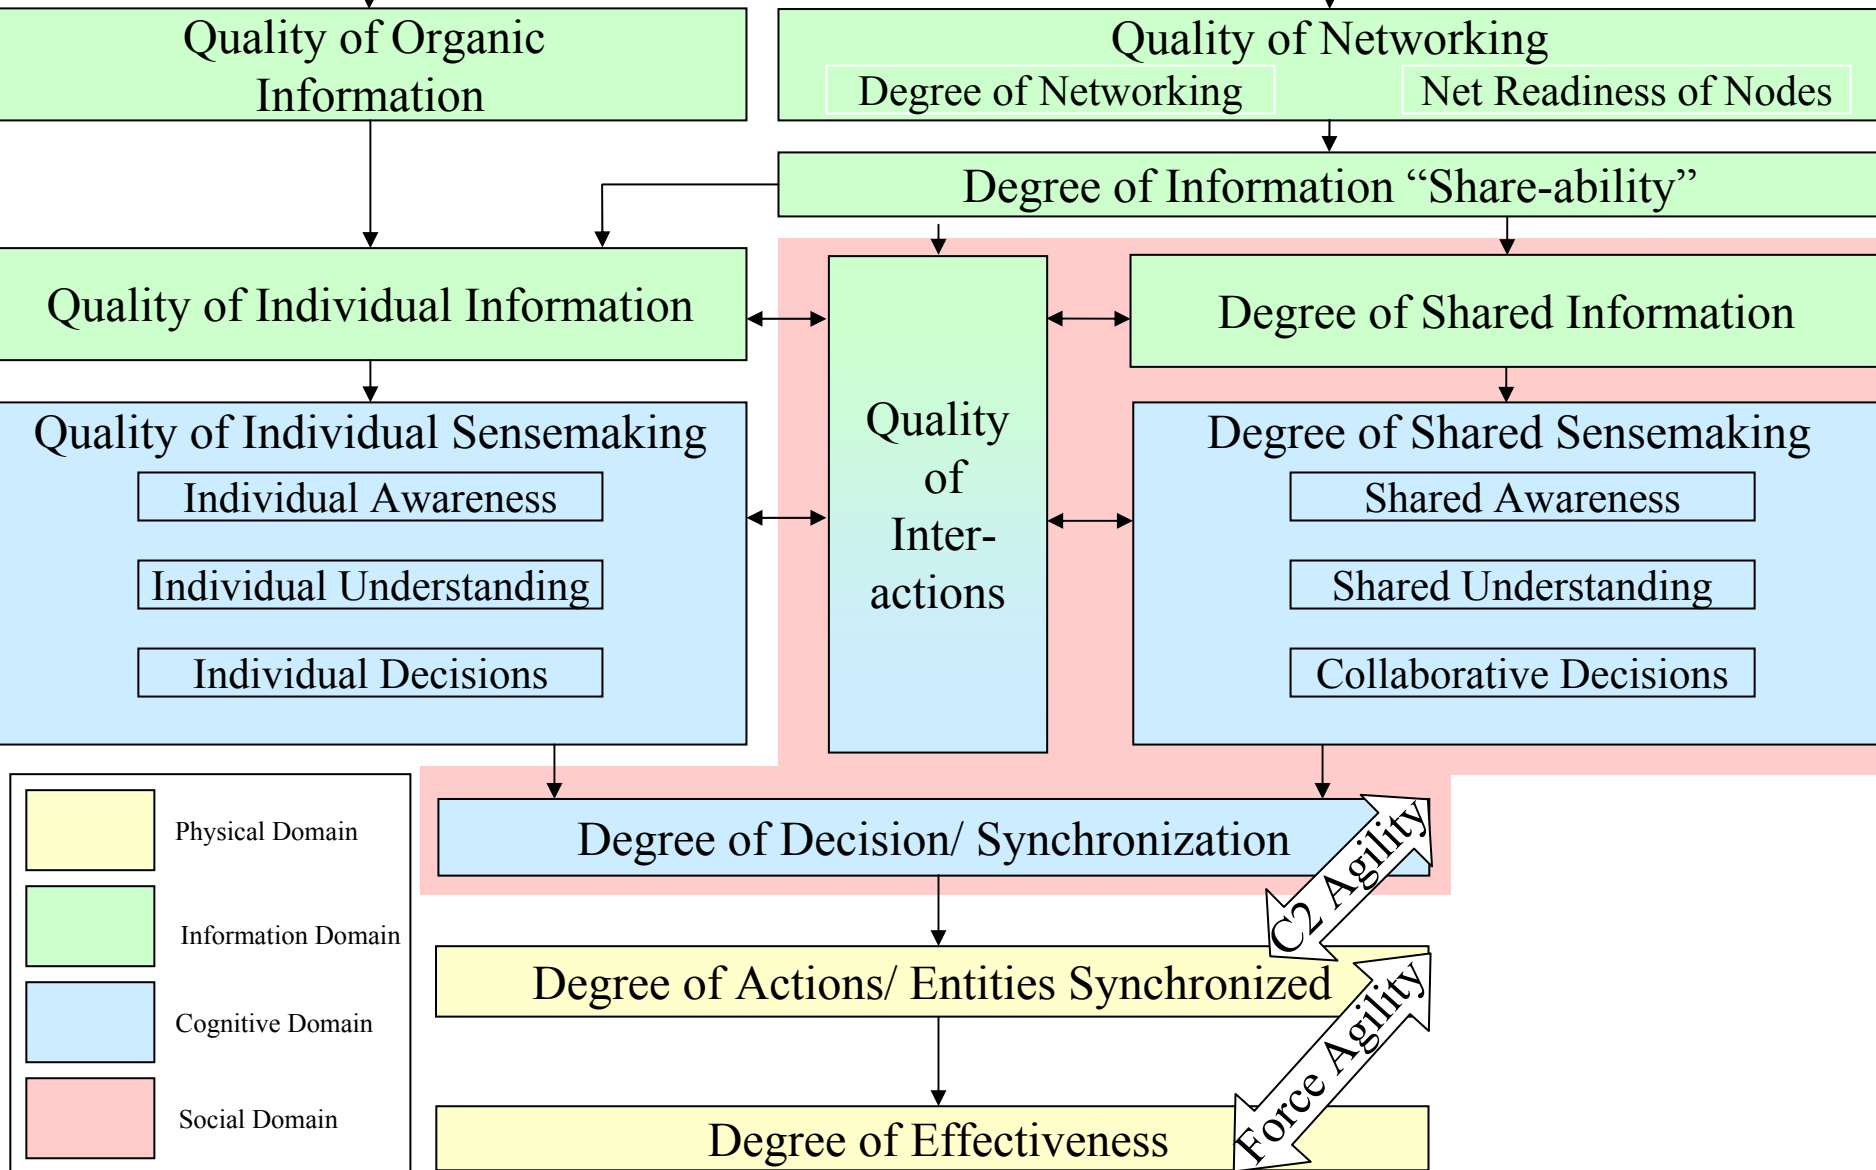 Quality of Organic
Information
Quality of Networking
Degree of Networking
Net Readiness of Nodes
Degree of Information “Share-ability”
Quality of Individual Information
Degree of Shared Information
Quality of Individual Sensemaking
Individual Awareness
Individual Understanding
Individual Decisions
Quality
of
Inter-
actions
Degree of Shared Sensemaking
Shared Awareness
Shared Understanding
Collaborative Decisions
Degree of Decision/ Synchronization
C2 Agility
Degree of Actions/ Entities Synchronized
Force Agility
Degree of Effectiveness
Physical Domain
Information Domain
Cognitive Domain
Social Domain